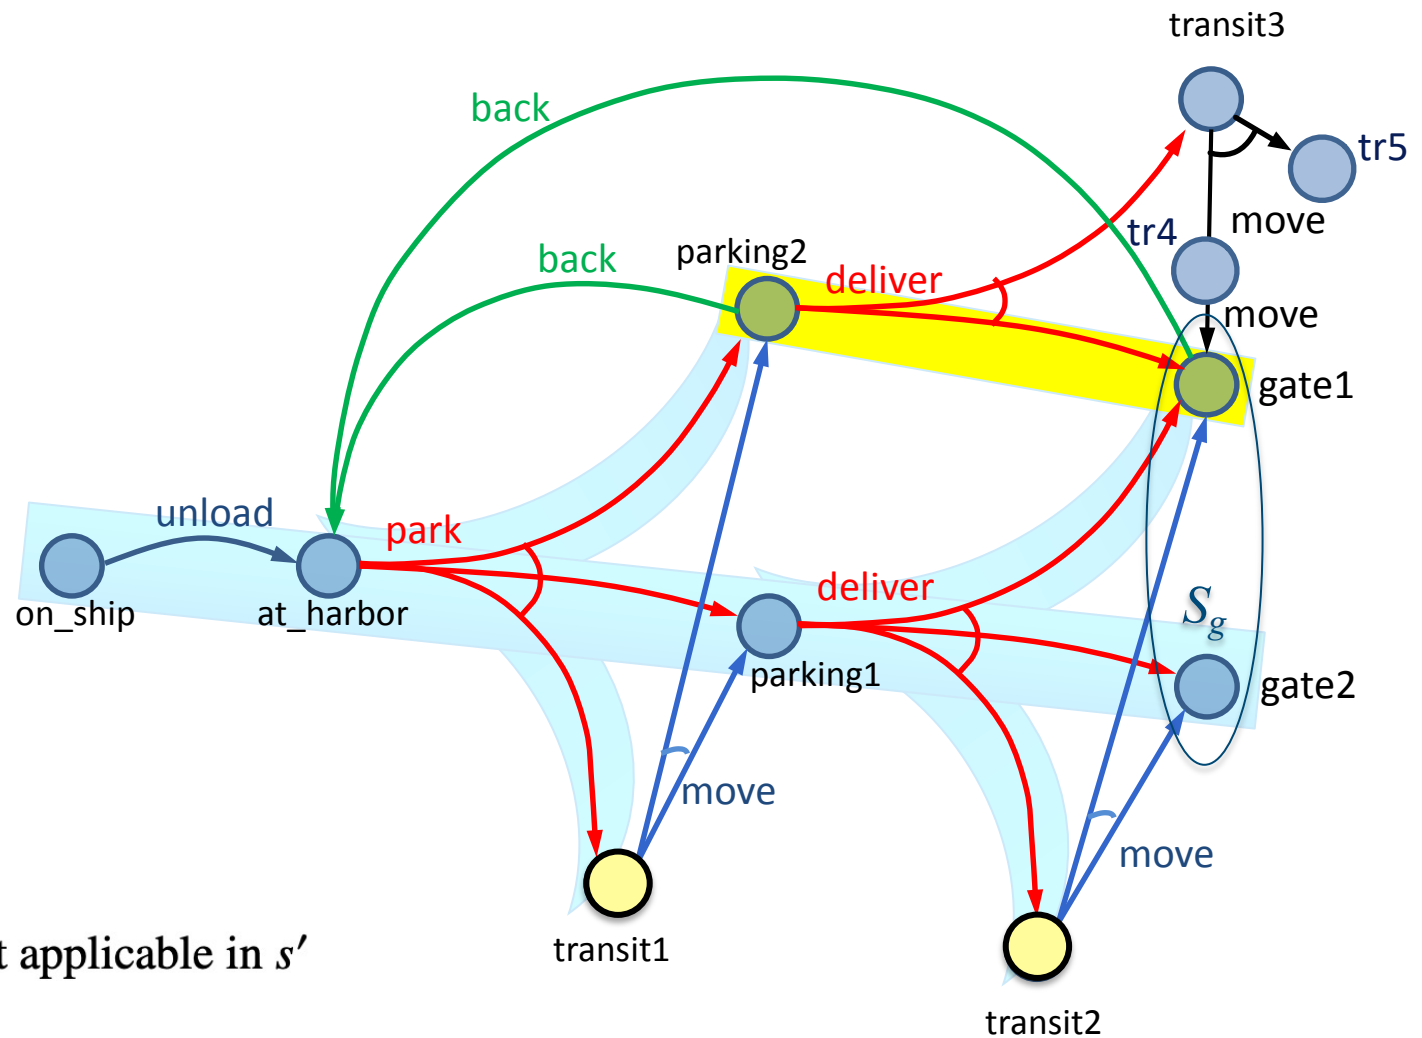 transit3
back
tr5
move
tr4
parking2
back
deliver
move
gate1
unload
park
on_ship
at_harbor
deliver
Sg
parking1
gate2
move
move
t applicable in s′
transit1
transit2